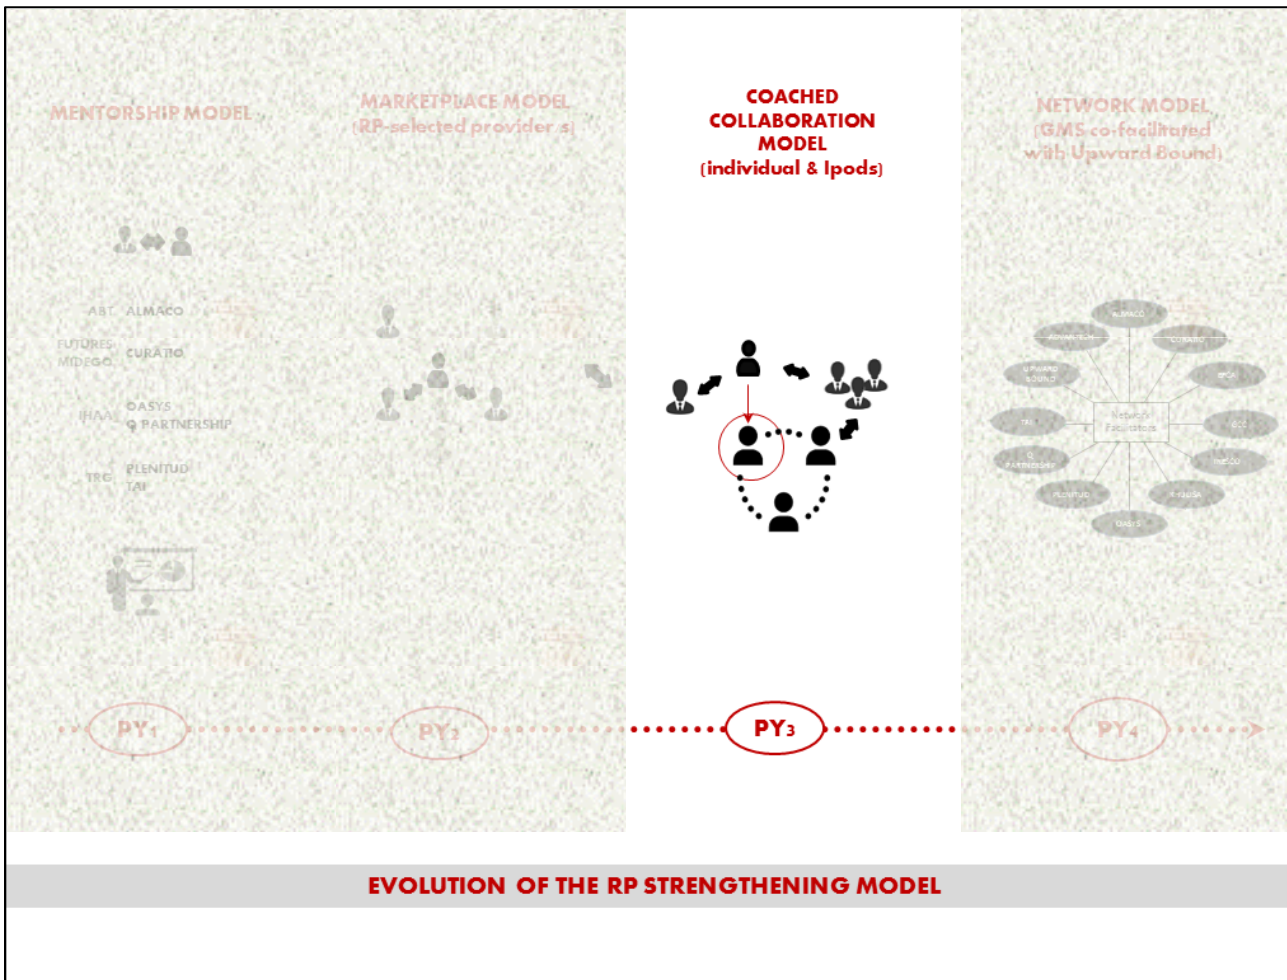 MENTORSHIP MODEL
MARKETPLACE MODEL
(RP-selected provider s)
COACHED
COLLABORATION
MODEL
(individual & Ipods)
NETWORK MODEL
(GMS co-facilitated
with Upward Bound)
ABT ALMACO
FUTURES
MIDEGO CURATIO
IHAA OASYS
Q PARTNERSHIP
TRG PLENITUD
TAI
ALMACO
CURATIO
UPWARD
BOUND
Network
Facilitators
Q
PARTNERSHIP
PLENITUD
OASYS
PY1
PY2
PY3
PY4
EVOLUTION OF THE RP STRENGTHENING MODEL